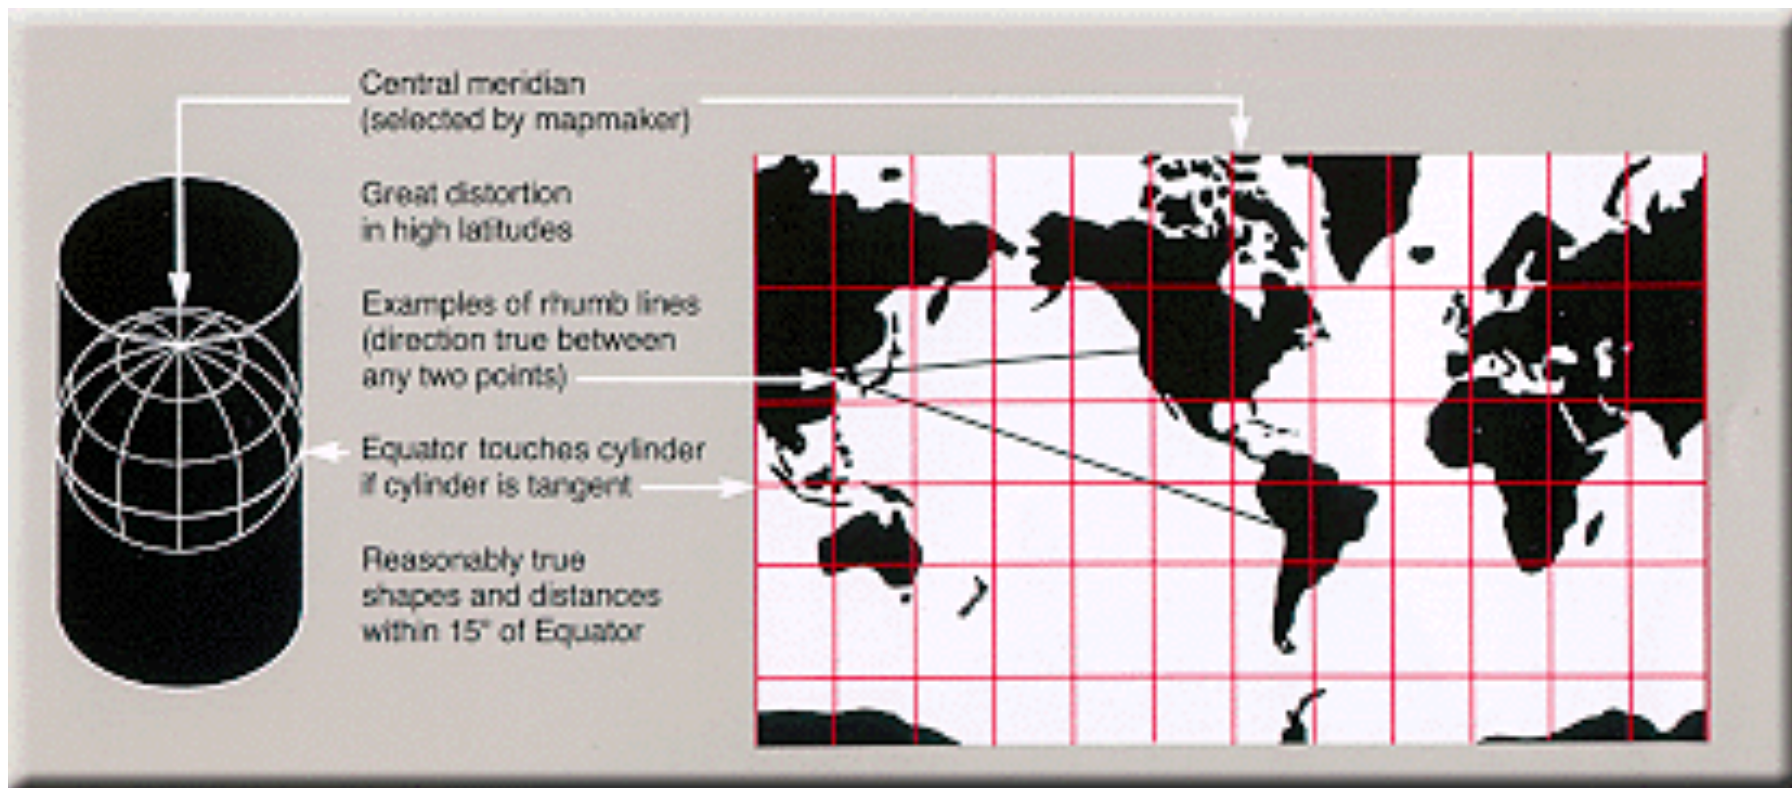 Central meridian
(selected by mapmaker)
Great distortion
in high latitudes
Examples of rhumb lines
(direction true between
any two points)
Equator touches cylinder
if cylinder is tangent
Reasonably true
shapes and distances
within 15° of Equator